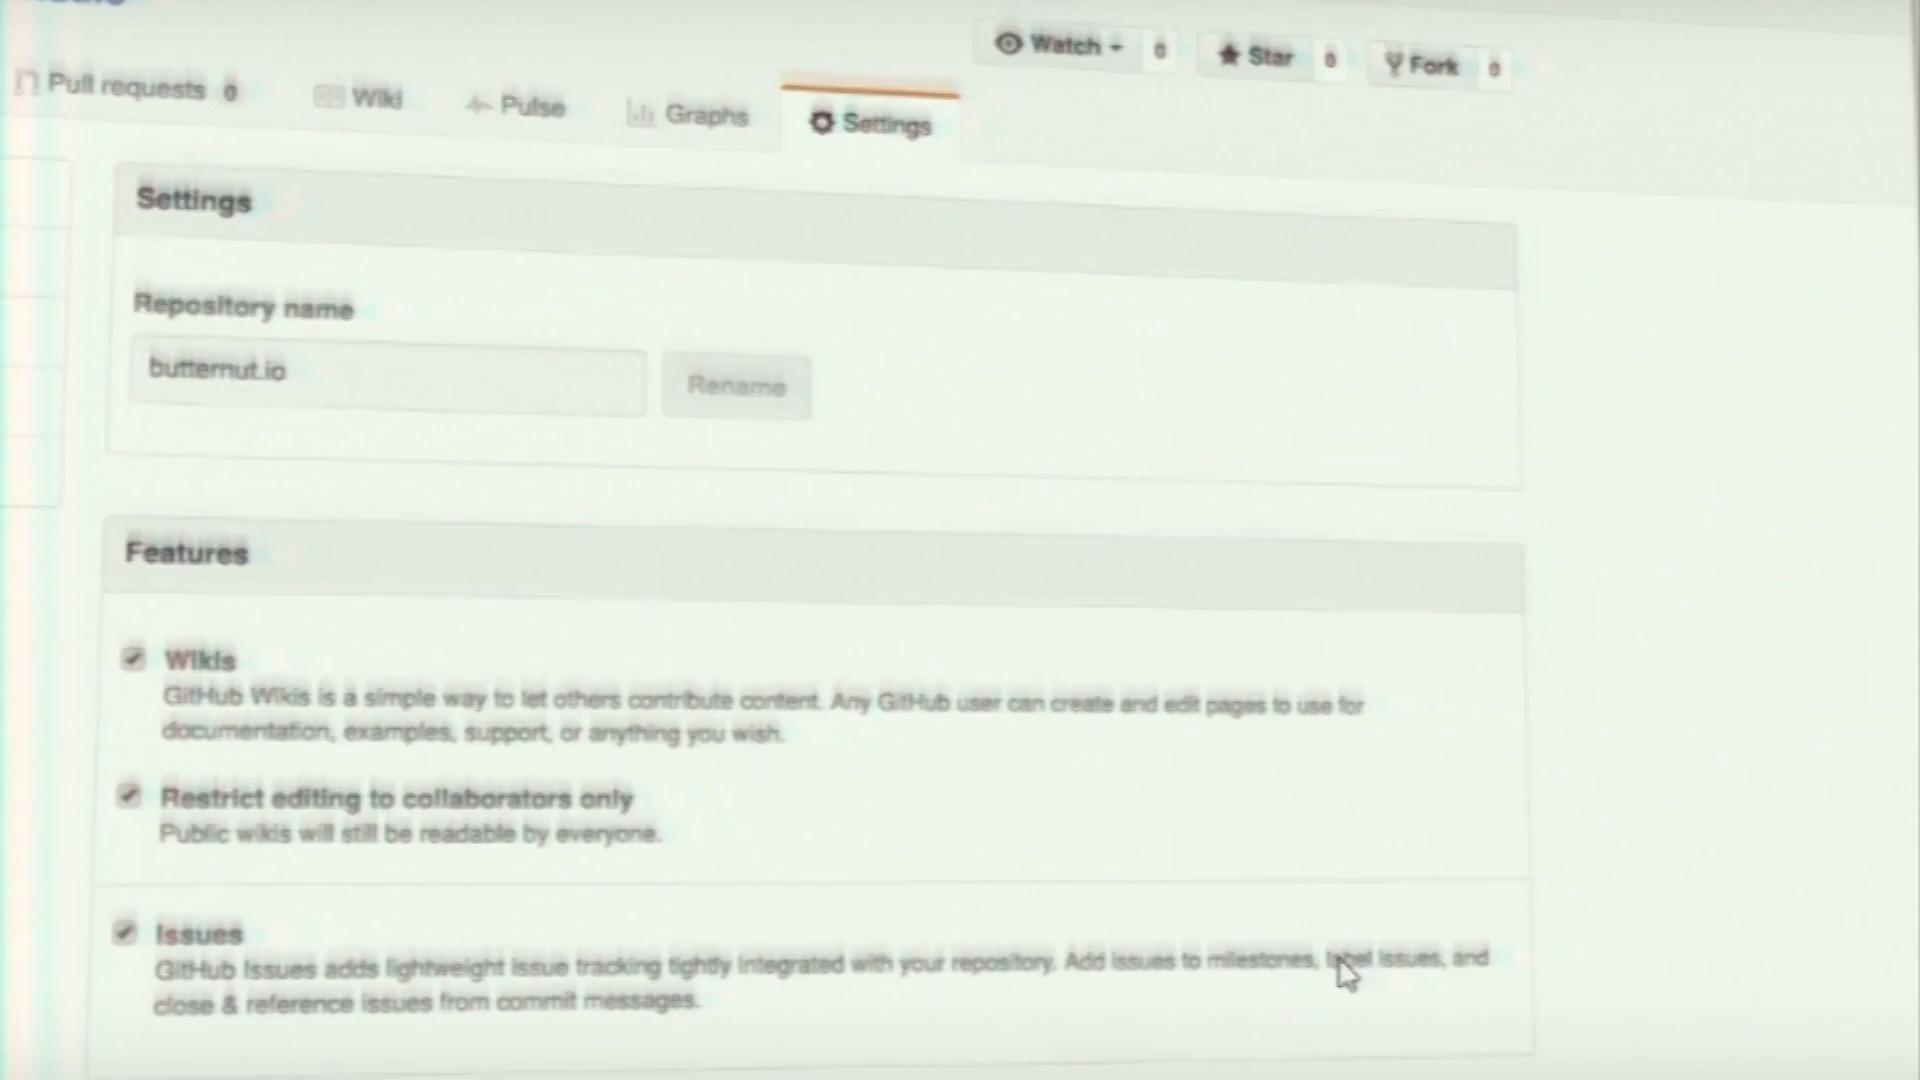 Watch 0 Star 0 Fork 0
Pull requests 0 Wiki Pulse Graphs Settings
Settings
Repository name
butternut.io
Rename
Features
Wikis
GitHub Wikis is a simple way to let others contribute content. Any GitHub user can create and edit pages to use for
documentation, examples, support, or anything you wish.
Restrict editing to collaborators only
Public wikis will still be readable by everyone.
Issues
GitHub Issues adds lightweight issue tracking tightly integrated with your repository. Add issues to milestones, label issues, and
close & reference issues from commit messages.